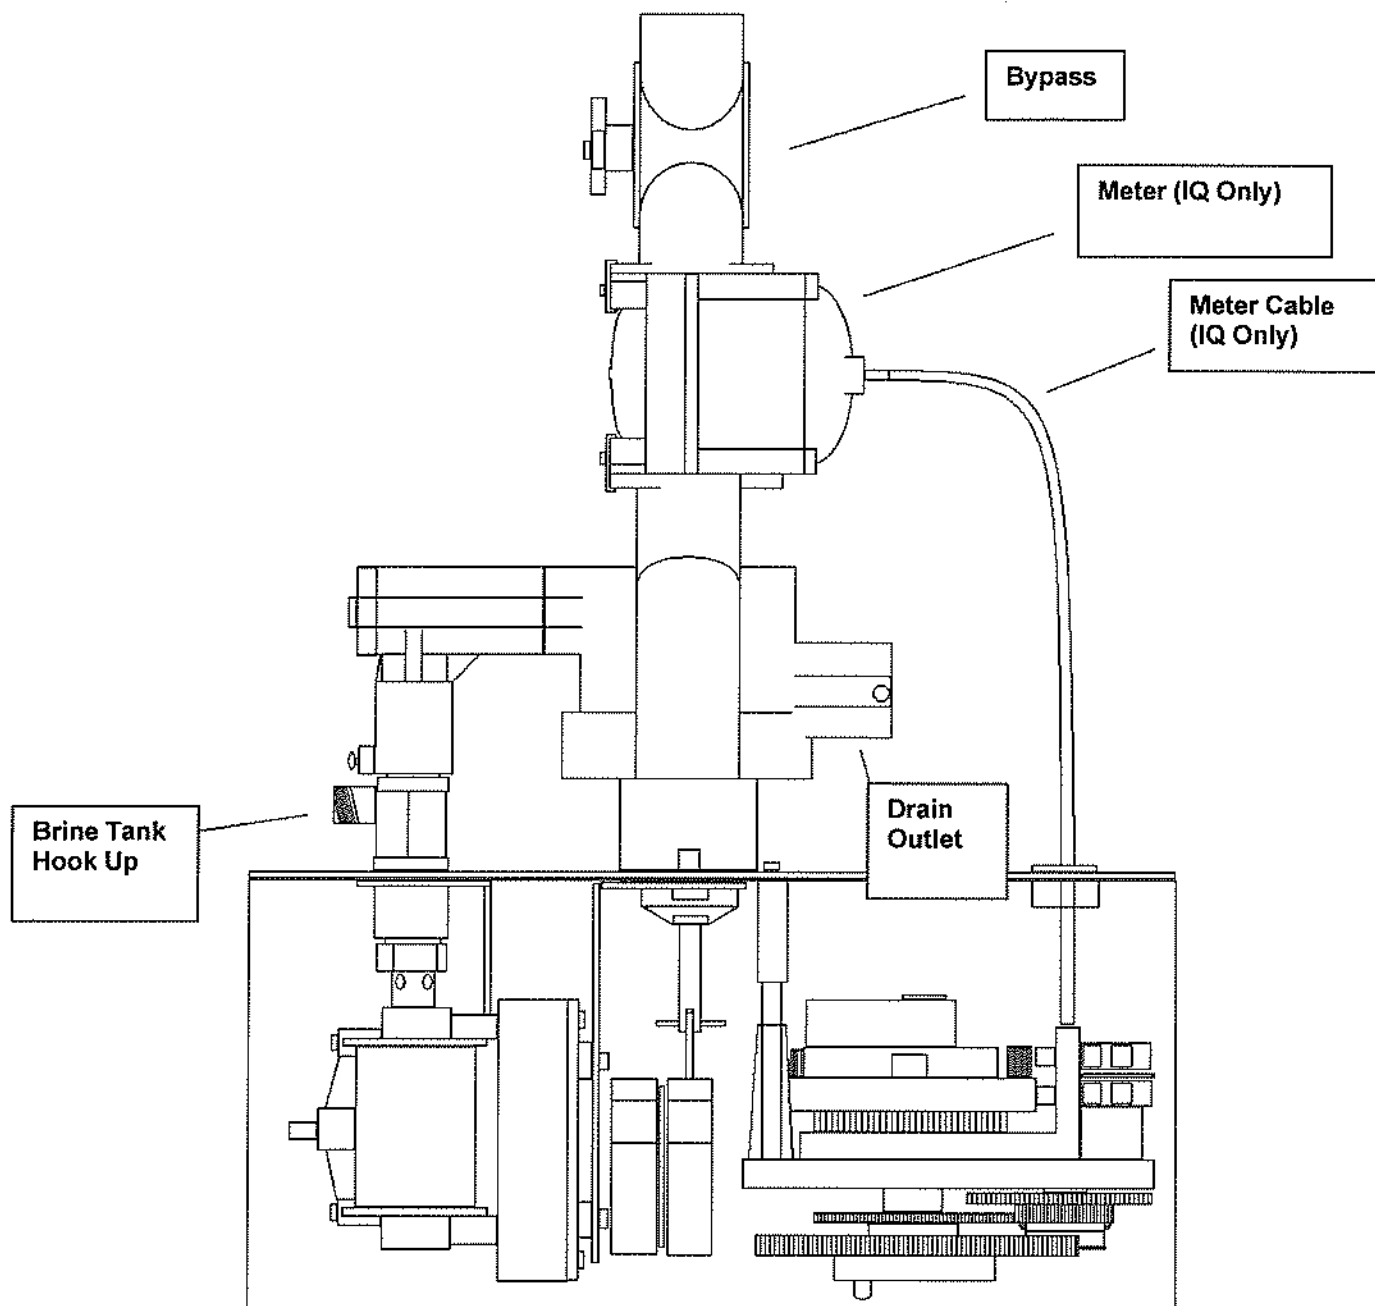 Bypass
Meter (IQ Only)
Meter Cable
(IQ Only)
Drain
Outlet
Brine Tank
Hook Up